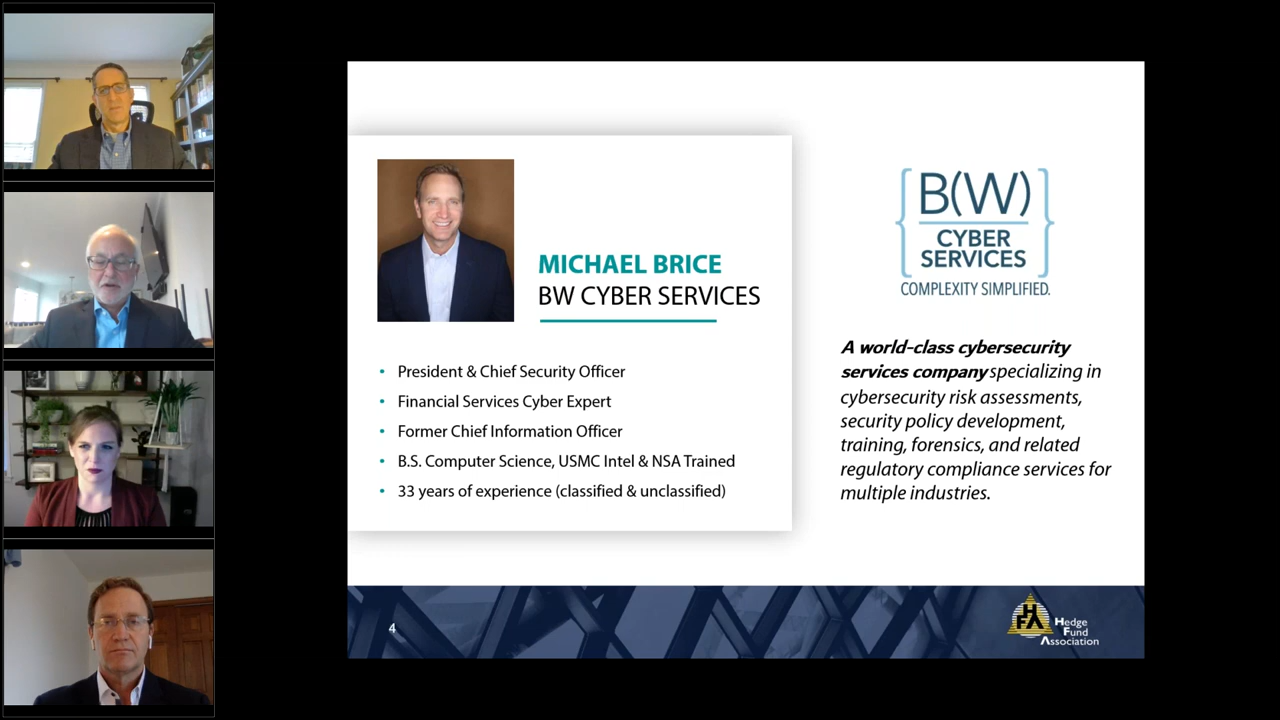 MICHAEL BRICE
BW CYBER SERVICES
• President & Chief Security Officer
• Financial Services Cyber Expert
• Former Chief Information Officer
• B.S. Computer Science, USMC Intel & NSA Trained
• 33 years of experience (classified & unclassified)
{B(W)}
CYBER
SERVICES
COMPLEXITY SIMPLIFIED.
A world-class cybersecurity
services company specializing in
cybersecurity risk assessments,
security policy development,
training, forensics, and related
regulatory compliance services for
multiple industries.
4
HFA
Hedge
Fund
Association